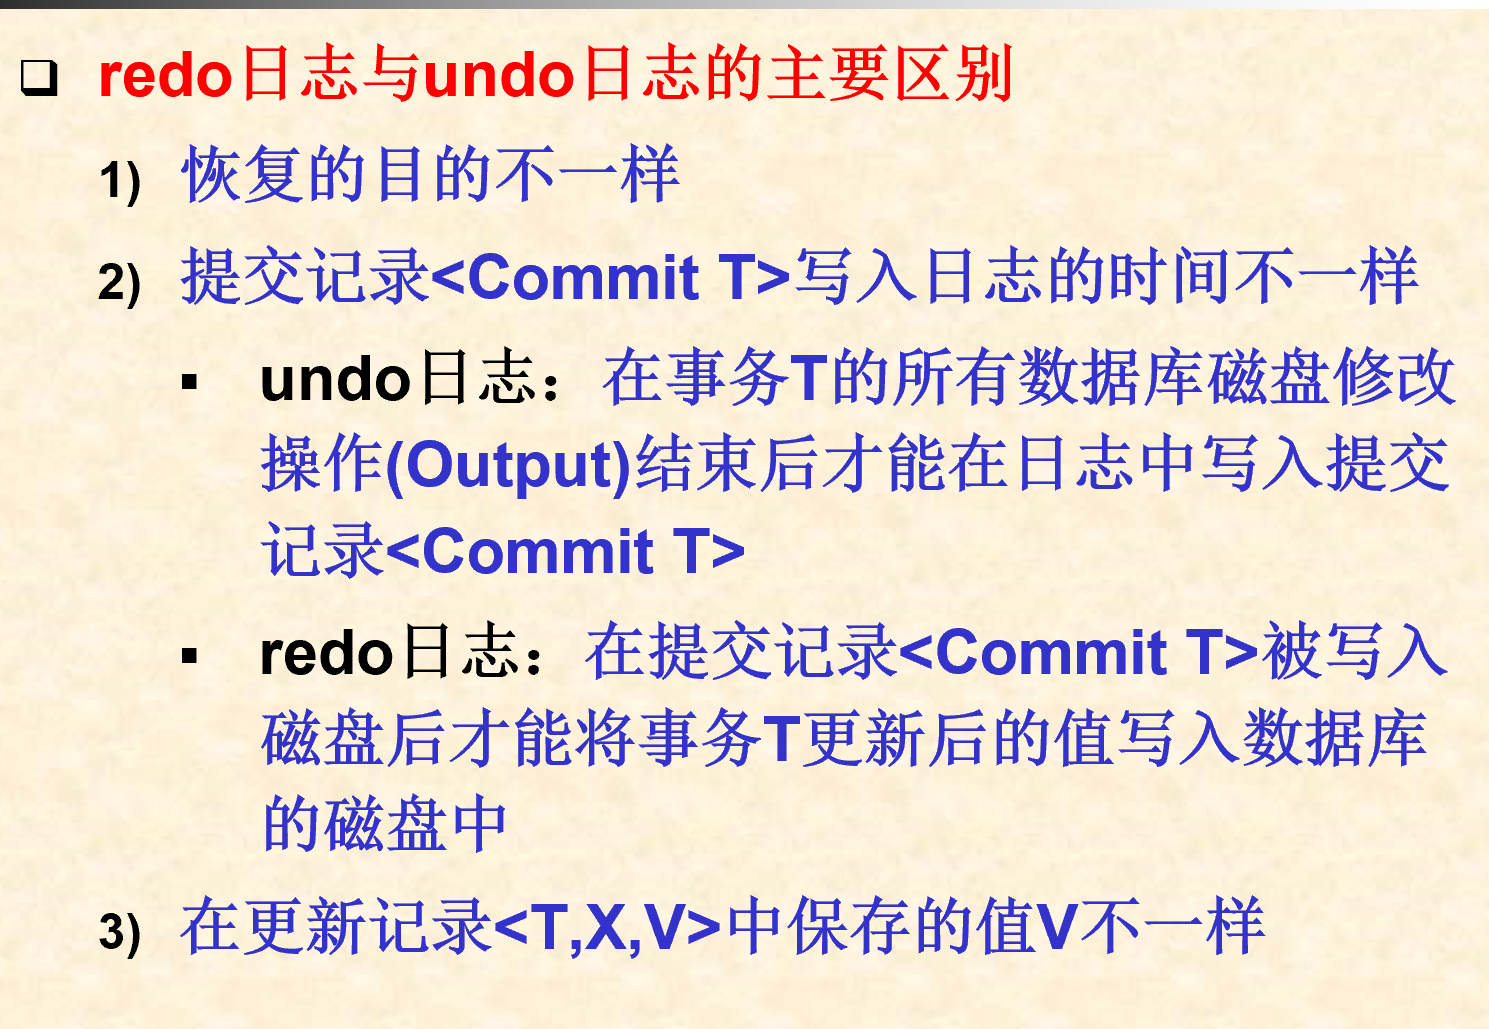 ❑ redo日志与undo日志的主要区别
1) 恢复的目的不一样
2) 提交记录<Commit T>写入日志的时间不一样
▪ undo日志：在事务T的所有数据库磁盘修改
操作(Output)结束后才能在日志中写入提交
记录<Commit T>
▪ redo日志：在提交记录<Commit T>被写入
磁盘后才能将事务T更新后的值写入数据库
的磁盘中
3) 在更新记录<T,X,V>中保存的值V不一样